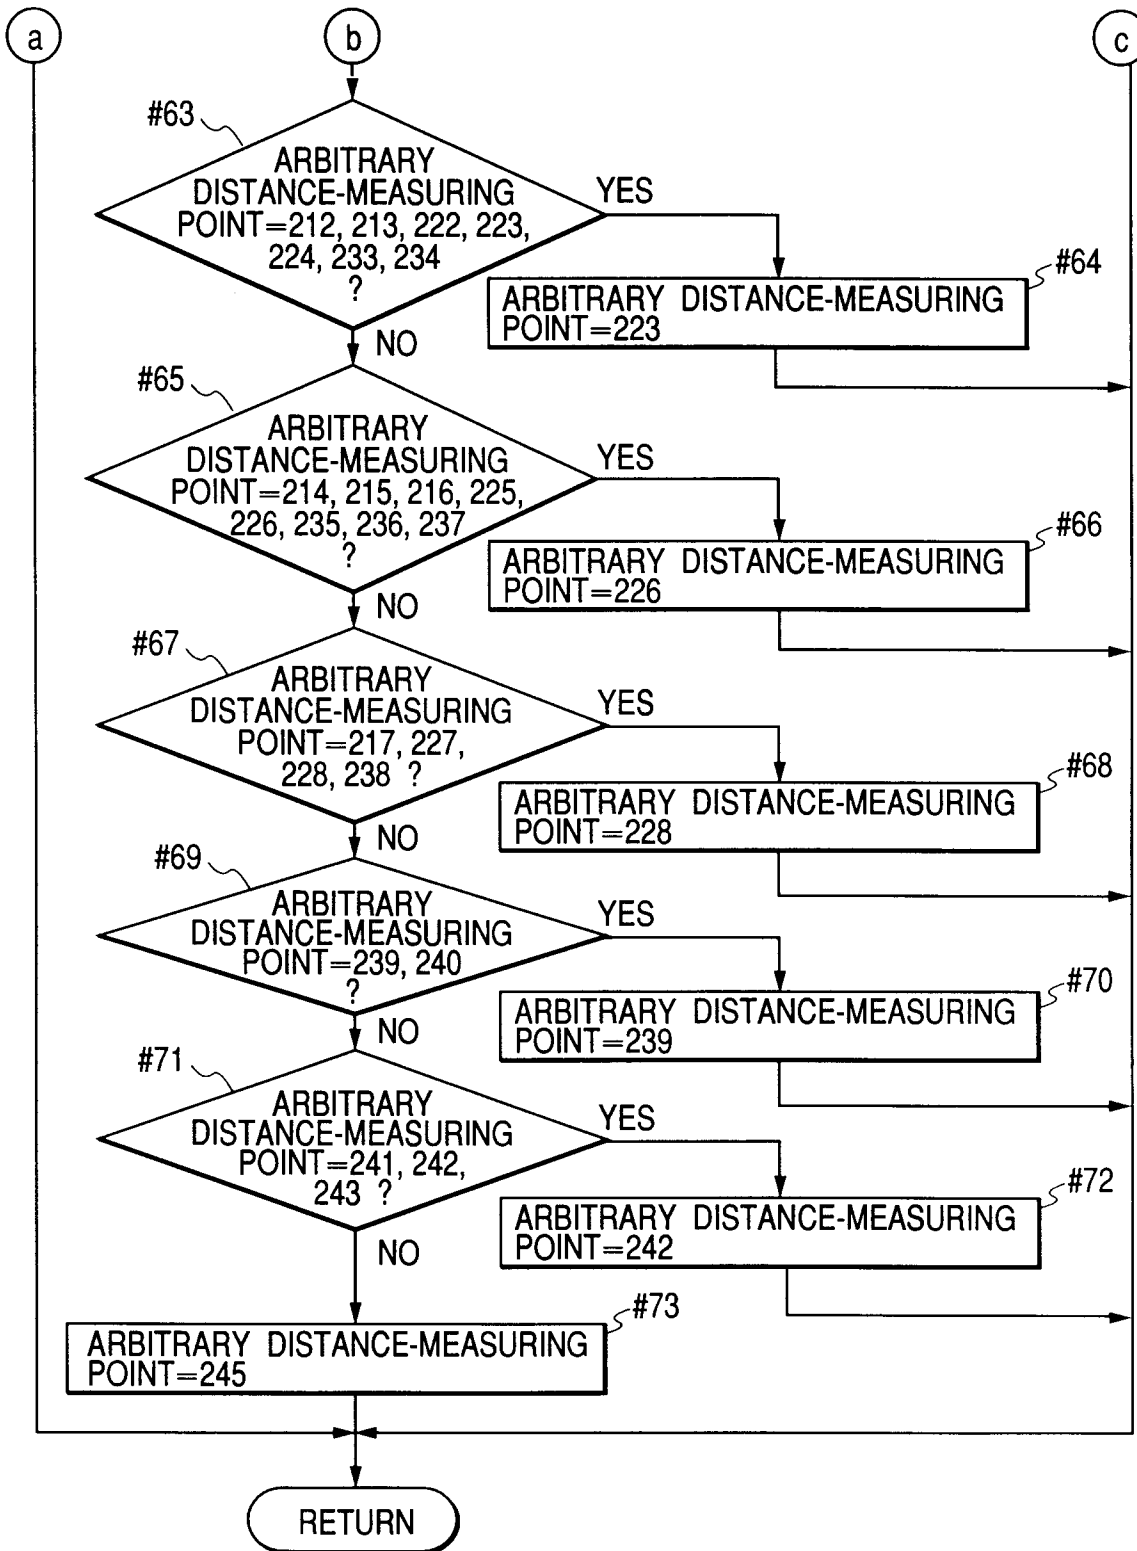 a
b
c
#63
ARBITRARY
DISTANCE-MEASURING
POINT=212, 213, 222, 223,
224, 233, 234
?
YES
NO
#64
ARBITRARY DISTANCE-MEASURING
POINT=223
#65
ARBITRARY
DISTANCE-MEASURING
POINT=214, 215, 216, 225,
226, 235, 236, 237
?
YES
NO
#66
ARBITRARY DISTANCE-MEASURING
POINT=226
#67
ARBITRARY
DISTANCE-MEASURING
POINT=217, 227,
228, 238 ?
YES
NO
#68
ARBITRARY DISTANCE-MEASURING
POINT=228
#69
ARBITRARY
DISTANCE-MEASURING
POINT=239, 240
?
YES
NO
#70
ARBITRARY DISTANCE-MEASURING
POINT=239
#71
ARBITRARY
DISTANCE-MEASURING
POINT=241, 242,
243 ?
YES
NO
#72
ARBITRARY DISTANCE-MEASURING
POINT=242
#73
ARBITRARY DISTANCE-MEASURING
POINT=245
RETURN